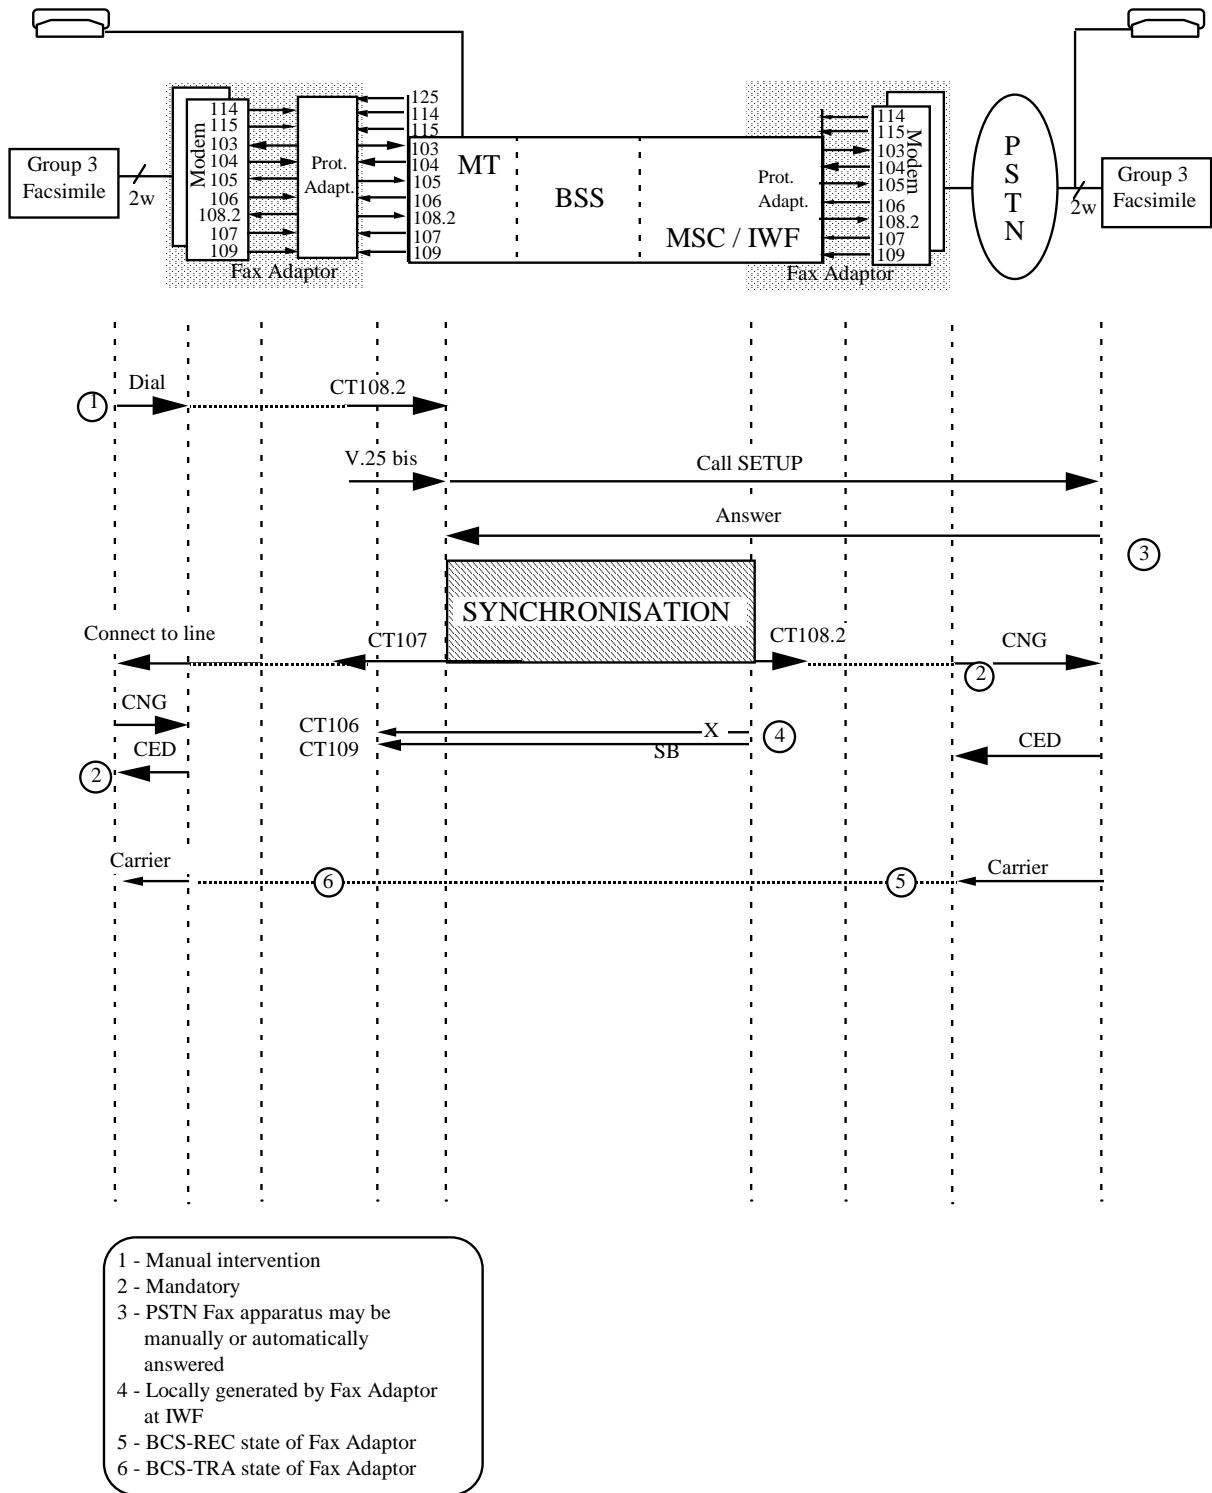 Group 3
Facsimile
2w
Modem
114
115
103
104
105
106
108.2
107
109
Prot.
Adapt.
Fax Adaptor
125
114
115
103
104
105
106
108.2
107
109
MT
BSS
MSC / IWF
Prot.
Adapt.
Fax Adaptor
114
115
103
104
105
106
108.2
107
109
Modem
P
S
T
N
2w
Group 3
Facsimile
1
Dial
CT108.2
V.25 bis
Call SETUP
Answer
3
SYNCHRONISATION
Connect to line
CT107
CT108.2
CNG
2
CNG
CT106
X
4
CT109
SB
CED
CED
2
Carrier
6
5
Carrier
1 - Manual intervention
2 - Mandatory
3 - PSTN Fax apparatus may be
manually or automatically
answered
4 - Locally generated by Fax Adaptor
at IWF
5 - BCS-REC state of Fax Adaptor
6 - BCS-TRA state of Fax Adaptor